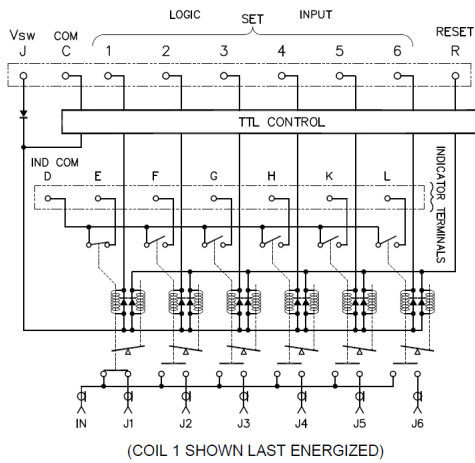 LOGIC SET INPUT
Vsw COM RESET
J C 1 2 3 4 5 6 R
TTL CONTROL
IND COM
D E F G H K L
INDICATOR TERMINALS
IN J1 J2 J3 J4 J5 J6
(COIL 1 SHOWN LAST ENERGIZED)